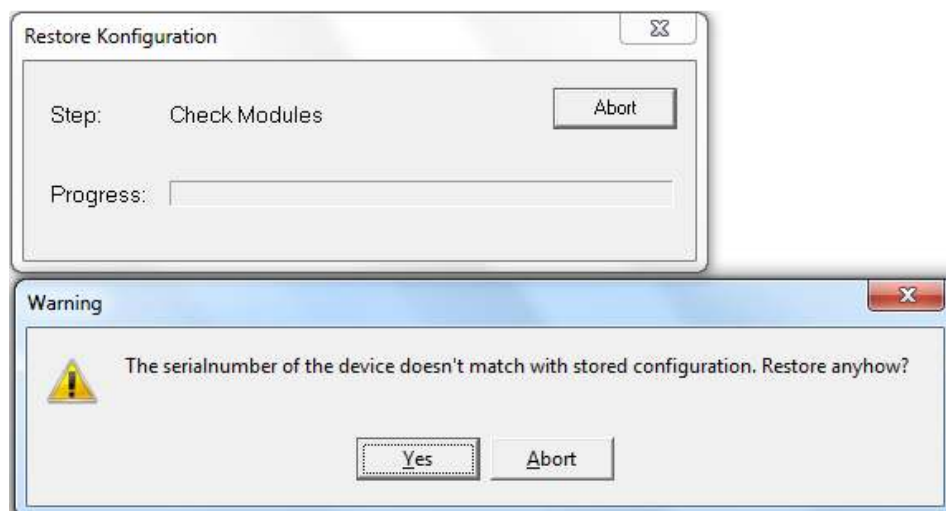 Restore Konfiguration
Step: Check Modules
Abort
Progress:
Warning
The serialnumber of the device doesn't match with stored configuration. Restore anyhow?
Yes Abort